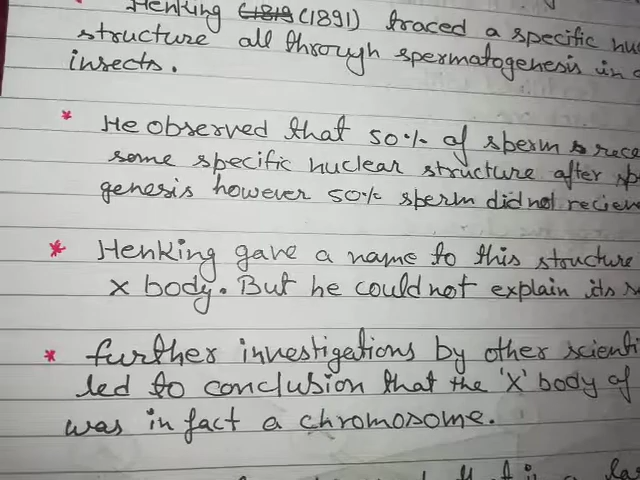 Henking (1891) traced a specific
structure all through spermatogenesis in
insects.
* He observed that 50% of sperm
some specific nuclear structure after
genesis however 50% sperm did not
* Henking gave a name to this structure
X body. But he could not explain its
* further investigations by other
led to conclusion that the 'X' body of
was in fact a chromosome.